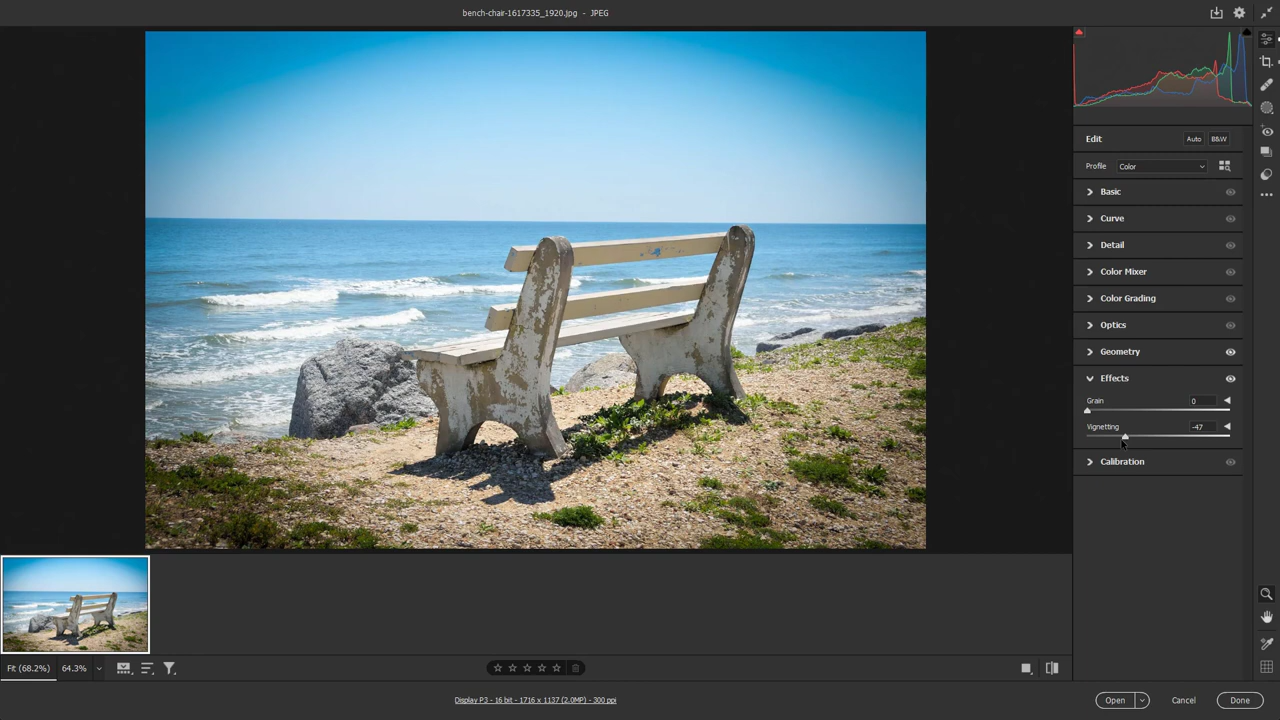 bench-chair-1617335_1920.jpg - JPEG
Edit
Auto
B&W
Profile
Color
Basic
Curve
Detail
Color Mixer
Color Grading
Optics
Geometry
Effects
Grain
0
Vignetting
-47
Calibration
Fit (68.2%)
64.3%
Display P3 - 16 bit - 1716 x 1137 (2.0MP) - 300 ppi
Open
Cancel
Done